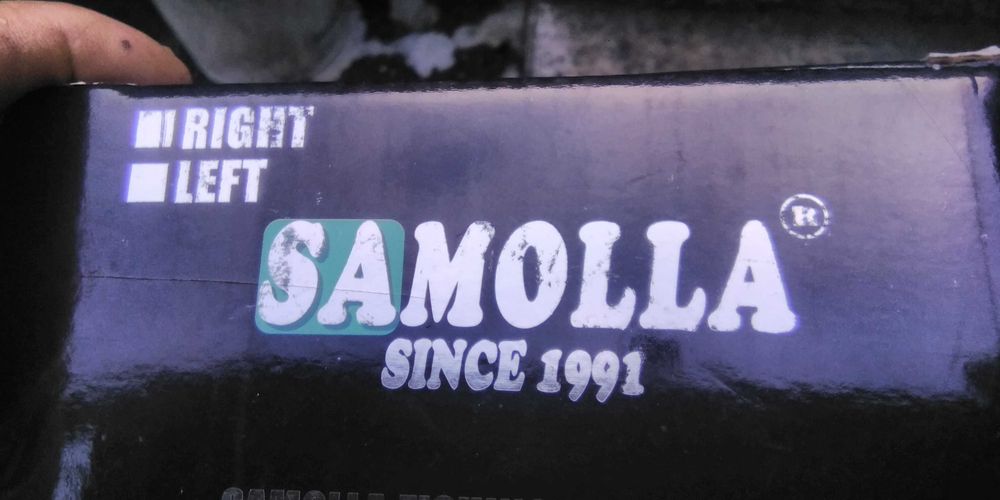 RIGHT
LEFT
SAMOLLA ®
SINCE 1991